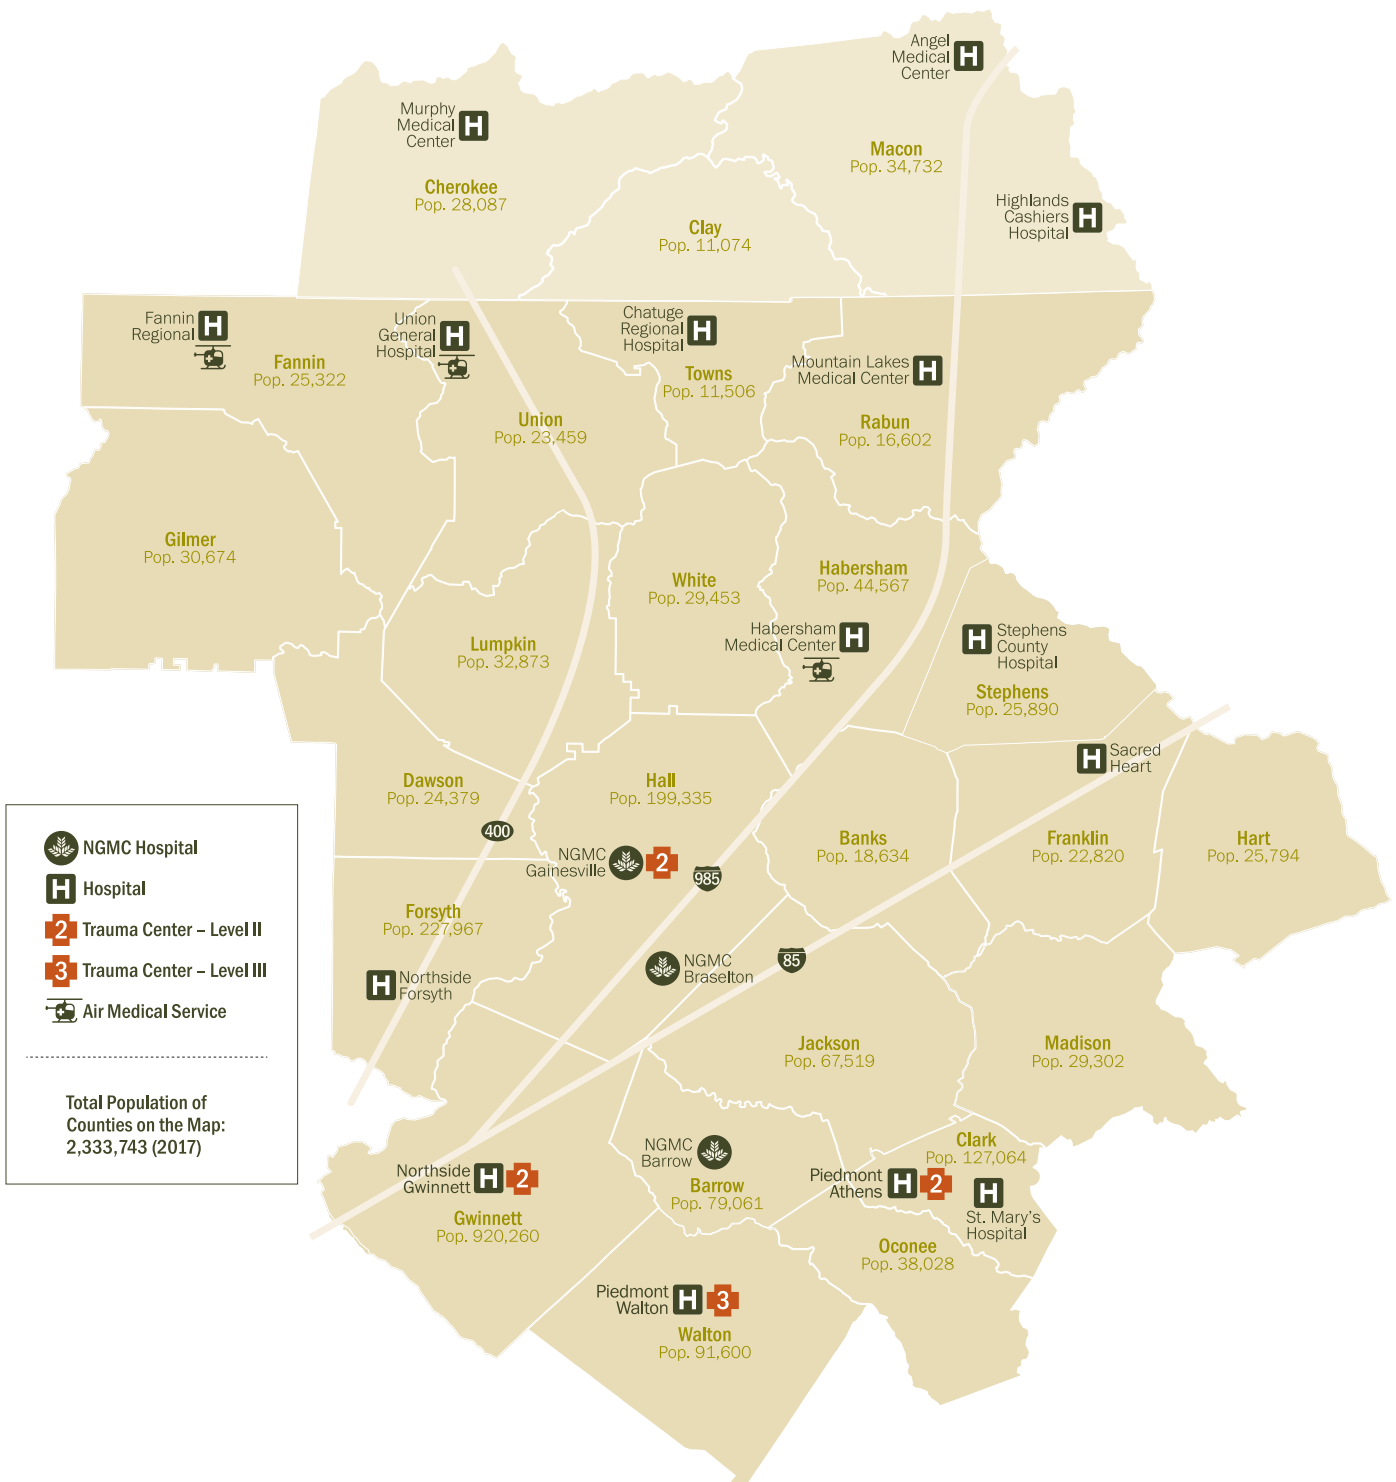 Angel
Medical
Center
H
Murphy
Medical
Center
H
Macon
Pop. 34,732
Cherokee
Pop. 28,087
Highlands
Cashiers
Hospital
H
Clay
Pop. 11,074
Fannin
Regional
H
Union
General
Hospital
H
Chatuge
Regional
Hospital
H
Fannin
Pop. 25,322
Towns
Pop. 11,506
Mountain Lakes
Medical Center
H
Union
Pop. 23,459
Rabun
Pop. 16,602
Gilmer
Pop. 30,674
White
Pop. 29,453
Habersham
Pop. 44,567
Lumpkin
Pop. 32,873
Habersham
Medical Center
H
H
Stephens
County
Hospital
Stephens
Pop. 25,890
Dawson
Pop. 24,379
Hall
Pop. 199,335
H
Sacred
Heart
400
Banks
Pop. 18,634
Franklin
Pop. 22,820
Hart
Pop. 25,794
NGMC
Gainesville
2
985
Forsyth
Pop. 227,967
H
Northside
Forsyth
NGMC
Braselton
85
Jackson
Pop. 67,519
Madison
Pop. 29,302
NGMC
Barrow
Barrow
Pop. 79,061
Clark
Pop. 127,064
Northside
Gwinnett
H
2
Piedmont
Athens
H
2
H
St. Mary's
Hospital
Gwinnett
Pop. 920,260
Oconee
Pop. 38,028
Piedmont
Walton
H
3
Walton
Pop. 91,600
NGMC Hospital
H
Hospital
2
Trauma Center – Level II
3
Trauma Center – Level III
Air Medical Service
Total Population of
Counties on the Map:
2,333,743 (2017)